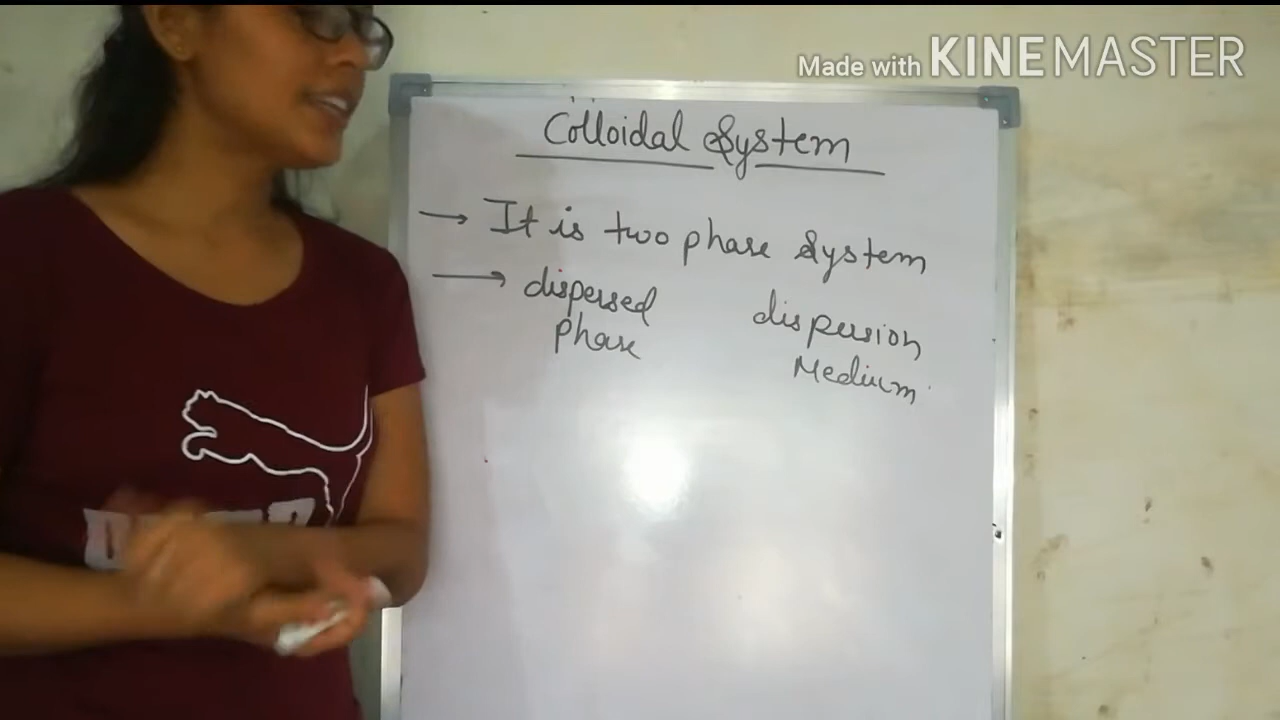 Made with KINEMASTER
Colloidal System
→ It is two phase System
→ dispersed dispersion
phase Medium